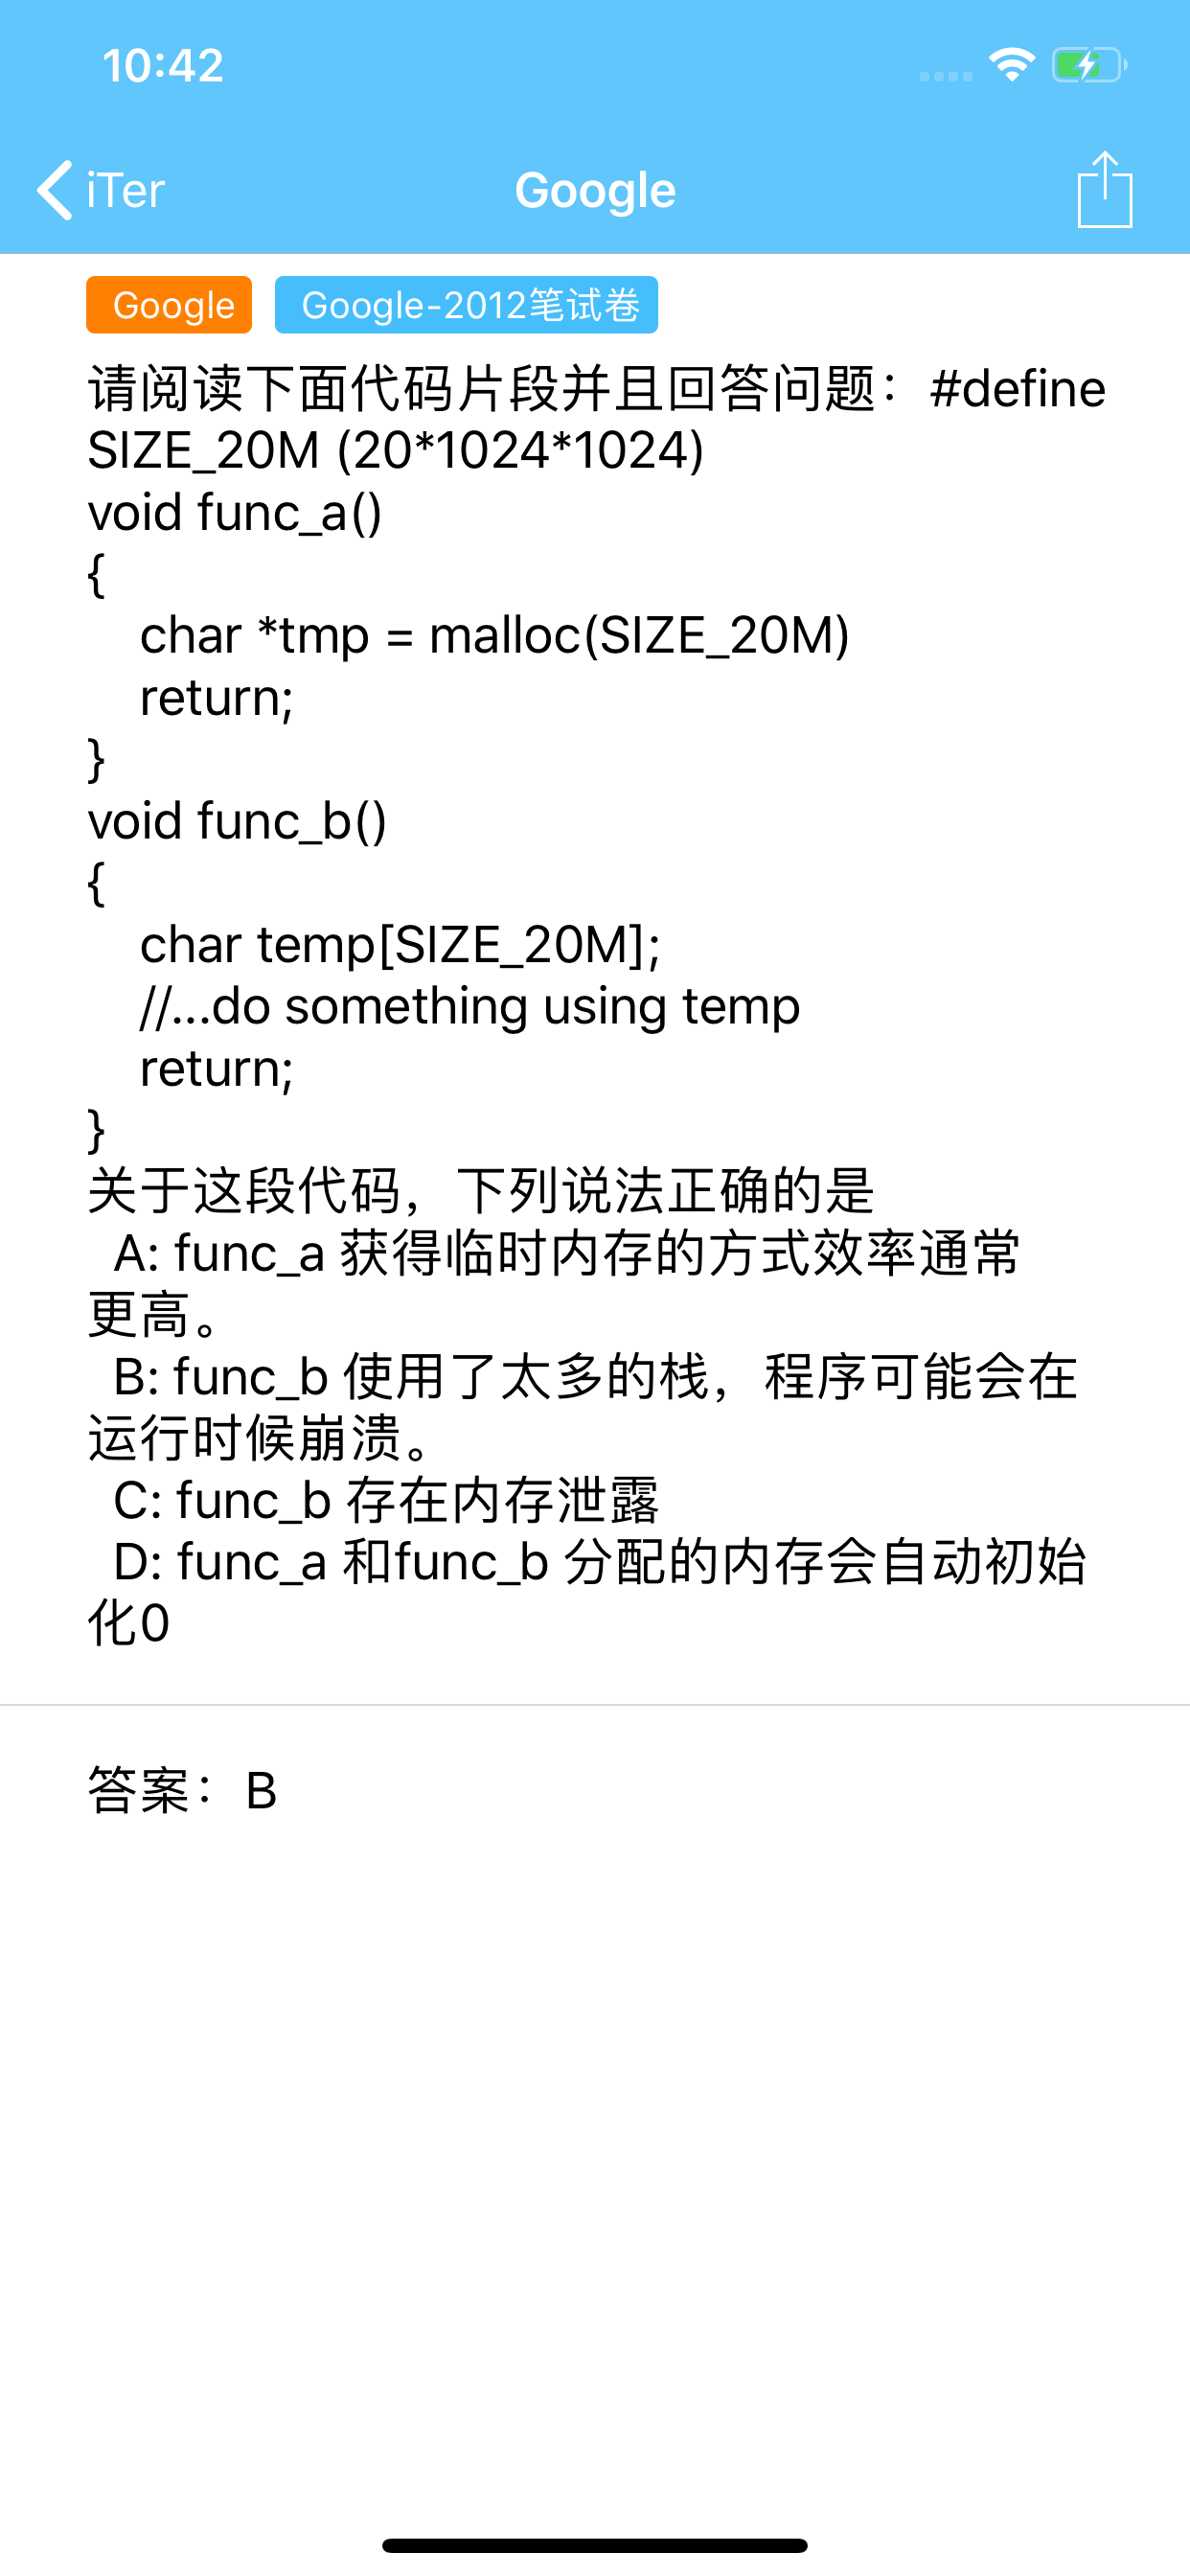 10:42
iTer
Google
Google
Google-2012笔试卷
请阅读下面代码片段并且回答问题：#define
SIZE_20M (20*1024*1024)
void func_a()
{
    char *tmp = malloc(SIZE_20M)
    return;
}
void func_b()
{
    char temp[SIZE_20M];
    //...do something using temp
    return;
}
关于这段代码，下列说法正确的是
  A: func_a 获得临时内存的方式效率通常
更高。
  B: func_b 使用了太多的栈，程序可能会在
运行时候崩溃。
  C: func_b 存在内存泄露
  D: func_a 和func_b 分配的内存会自动初始
化0
答案：B